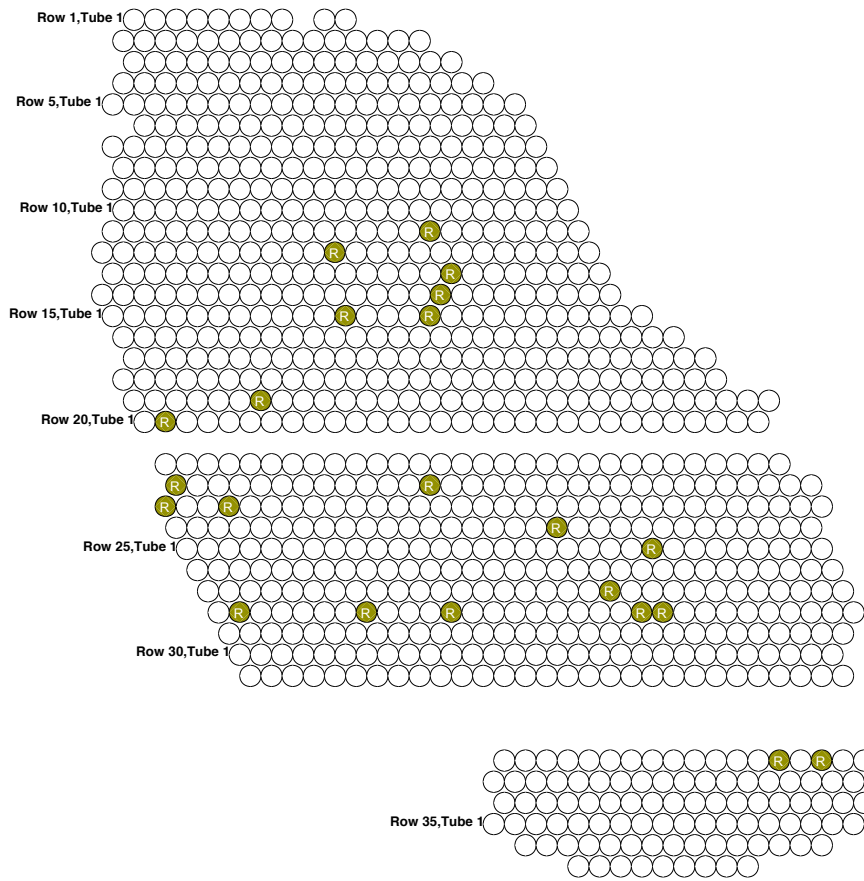 Row 1,Tube 1
Row 5,Tube 1
Row 10,Tube 1
R
R
R
R
Row 15,Tube 1 R R
R
Row 20,Tube 1 R
R R
R R
R
Row 25,Tube 1 R
R
R R R R R
Row 30,Tube 1
R R
Row 35,Tube 1